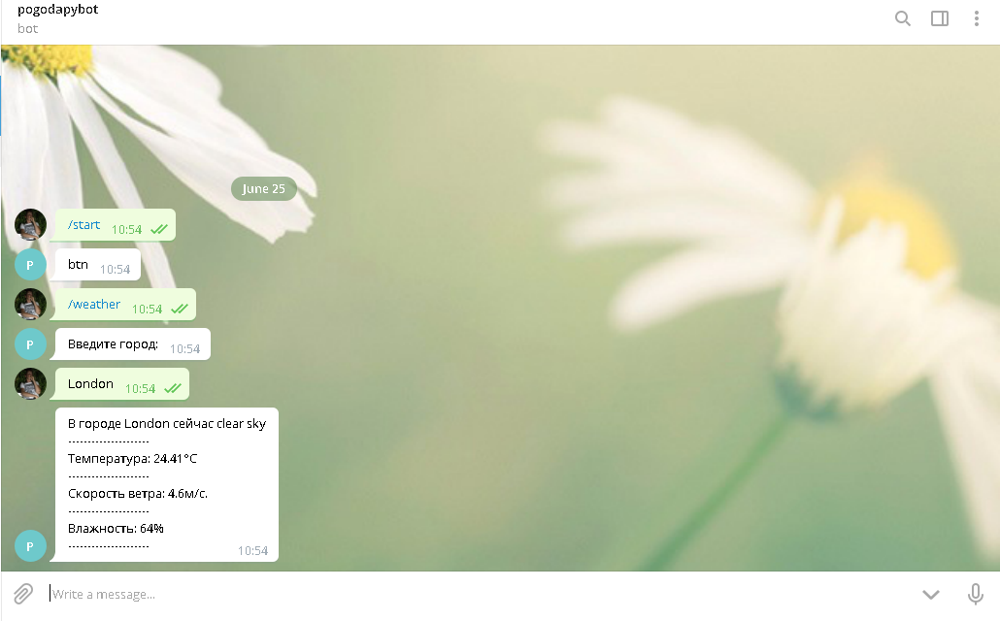 pogodapybot
bot
June 25
/start 10:54
P
btn 10:54
/weather 10:54
P
Введите город: 10:54
London 10:54
В городе London сейчас clear sky
--------------------
Температура: 24.41°C
--------------------
Скорость ветра: 4.6м/с.
--------------------
Влажность: 64%
--------------------
P
10:54
Write a message...